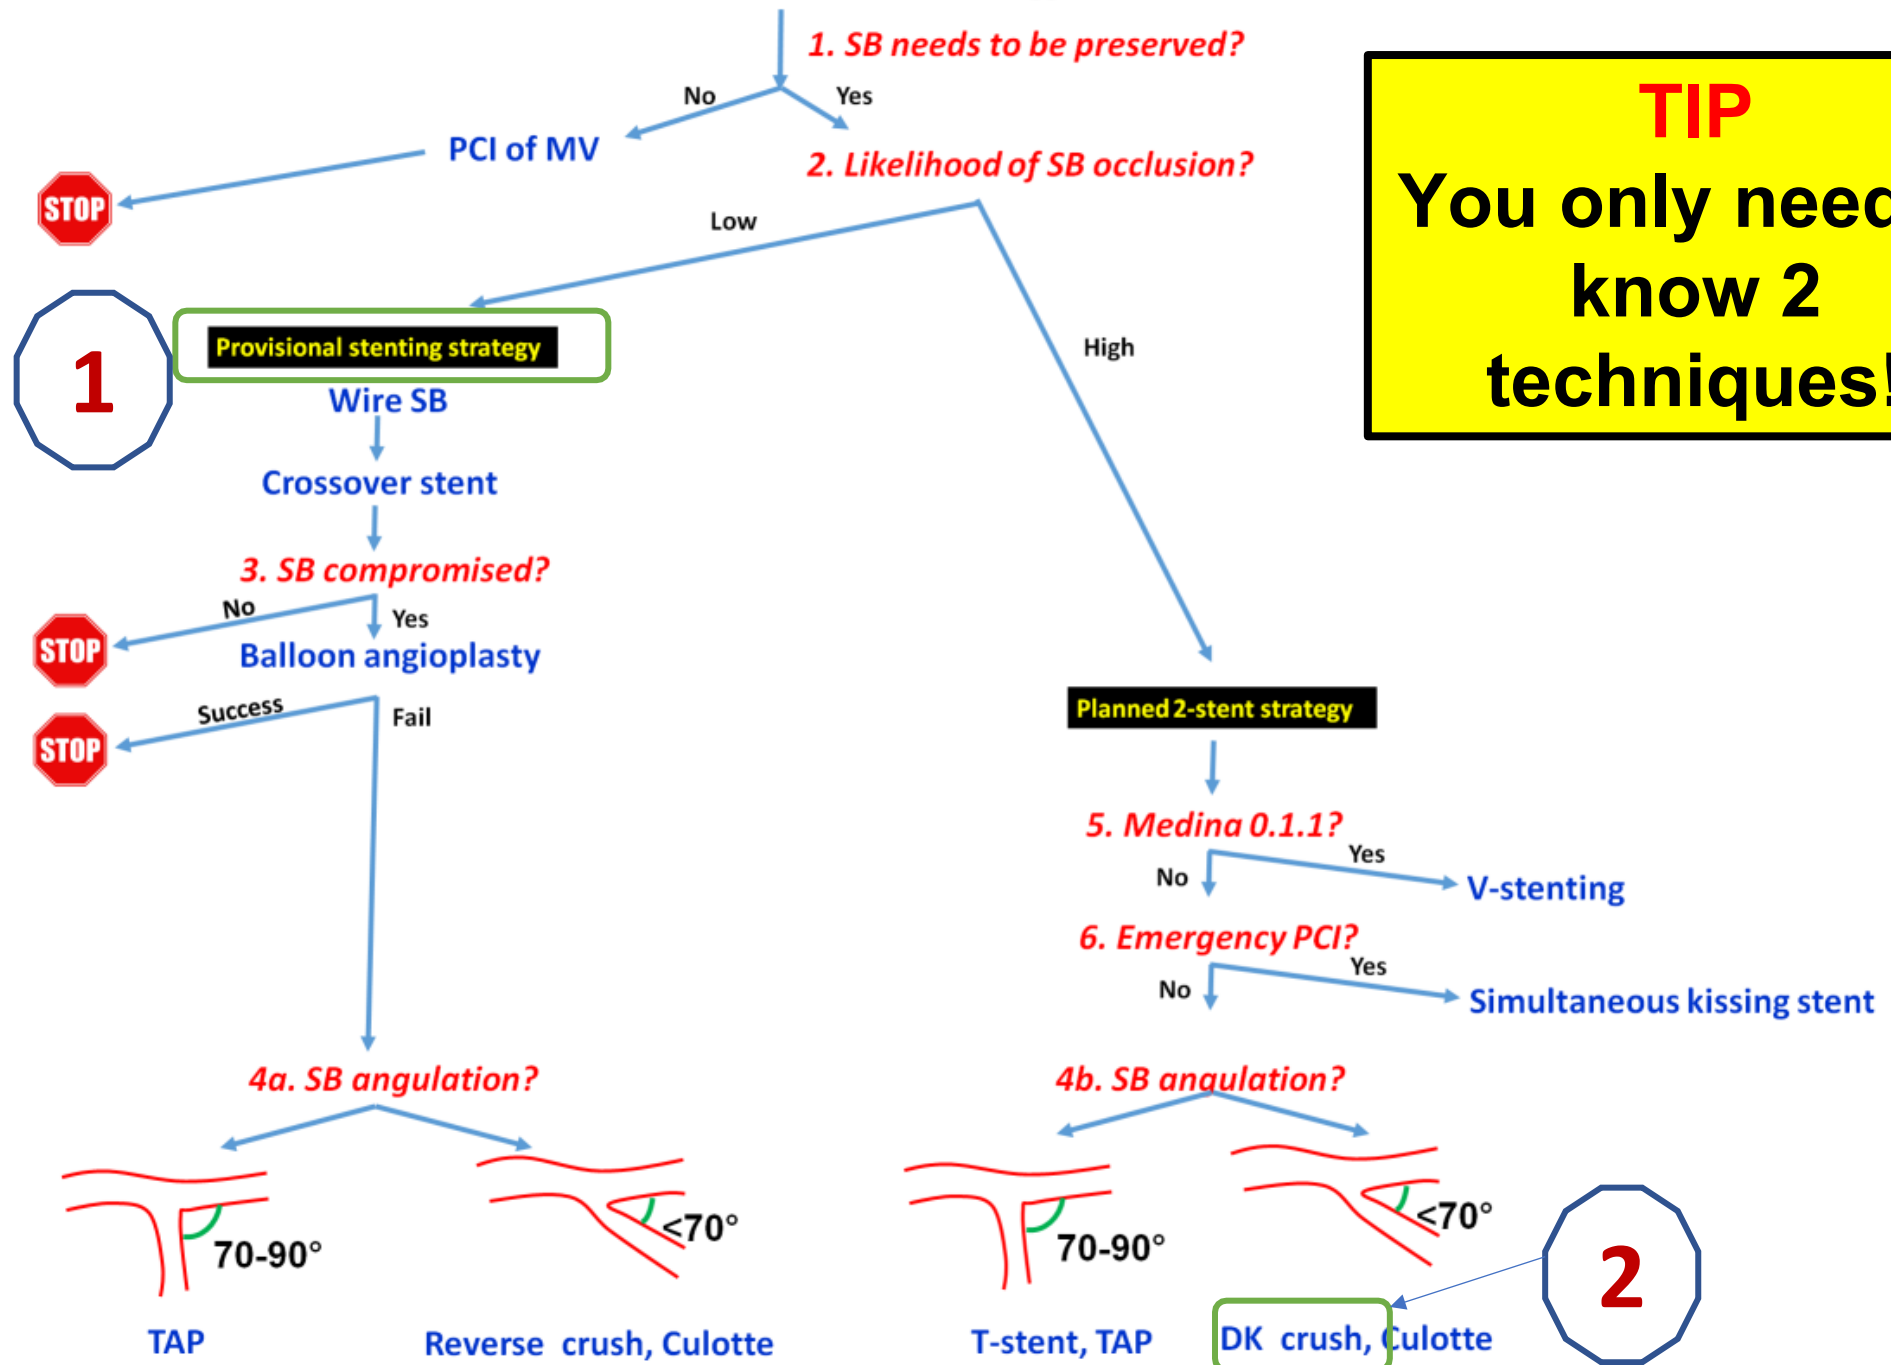 1. SB needs to be preserved?
No
Yes
PCI of MV
STOP
2. Likelihood of SB occlusion?
Low
High
TIP
You only need
know 2
techniques!
1
Provisional stenting strategy
Wire SB
Crossover stent
3. SB compromised?
No
Yes
STOP
Balloon angioplasty
Success
Fail
STOP
Planned 2-stent strategy
5. Medina 0.1.1?
Yes
No
V-stenting
6. Emergency PCI?
Yes
No
Simultaneous kissing stent
4a. SB angulation?
4b. SB angulation?
70-90°
<70°
70-90°
<70°
2
TAP
Reverse crush, Culotte
T-stent, TAP
DK crush, Culotte